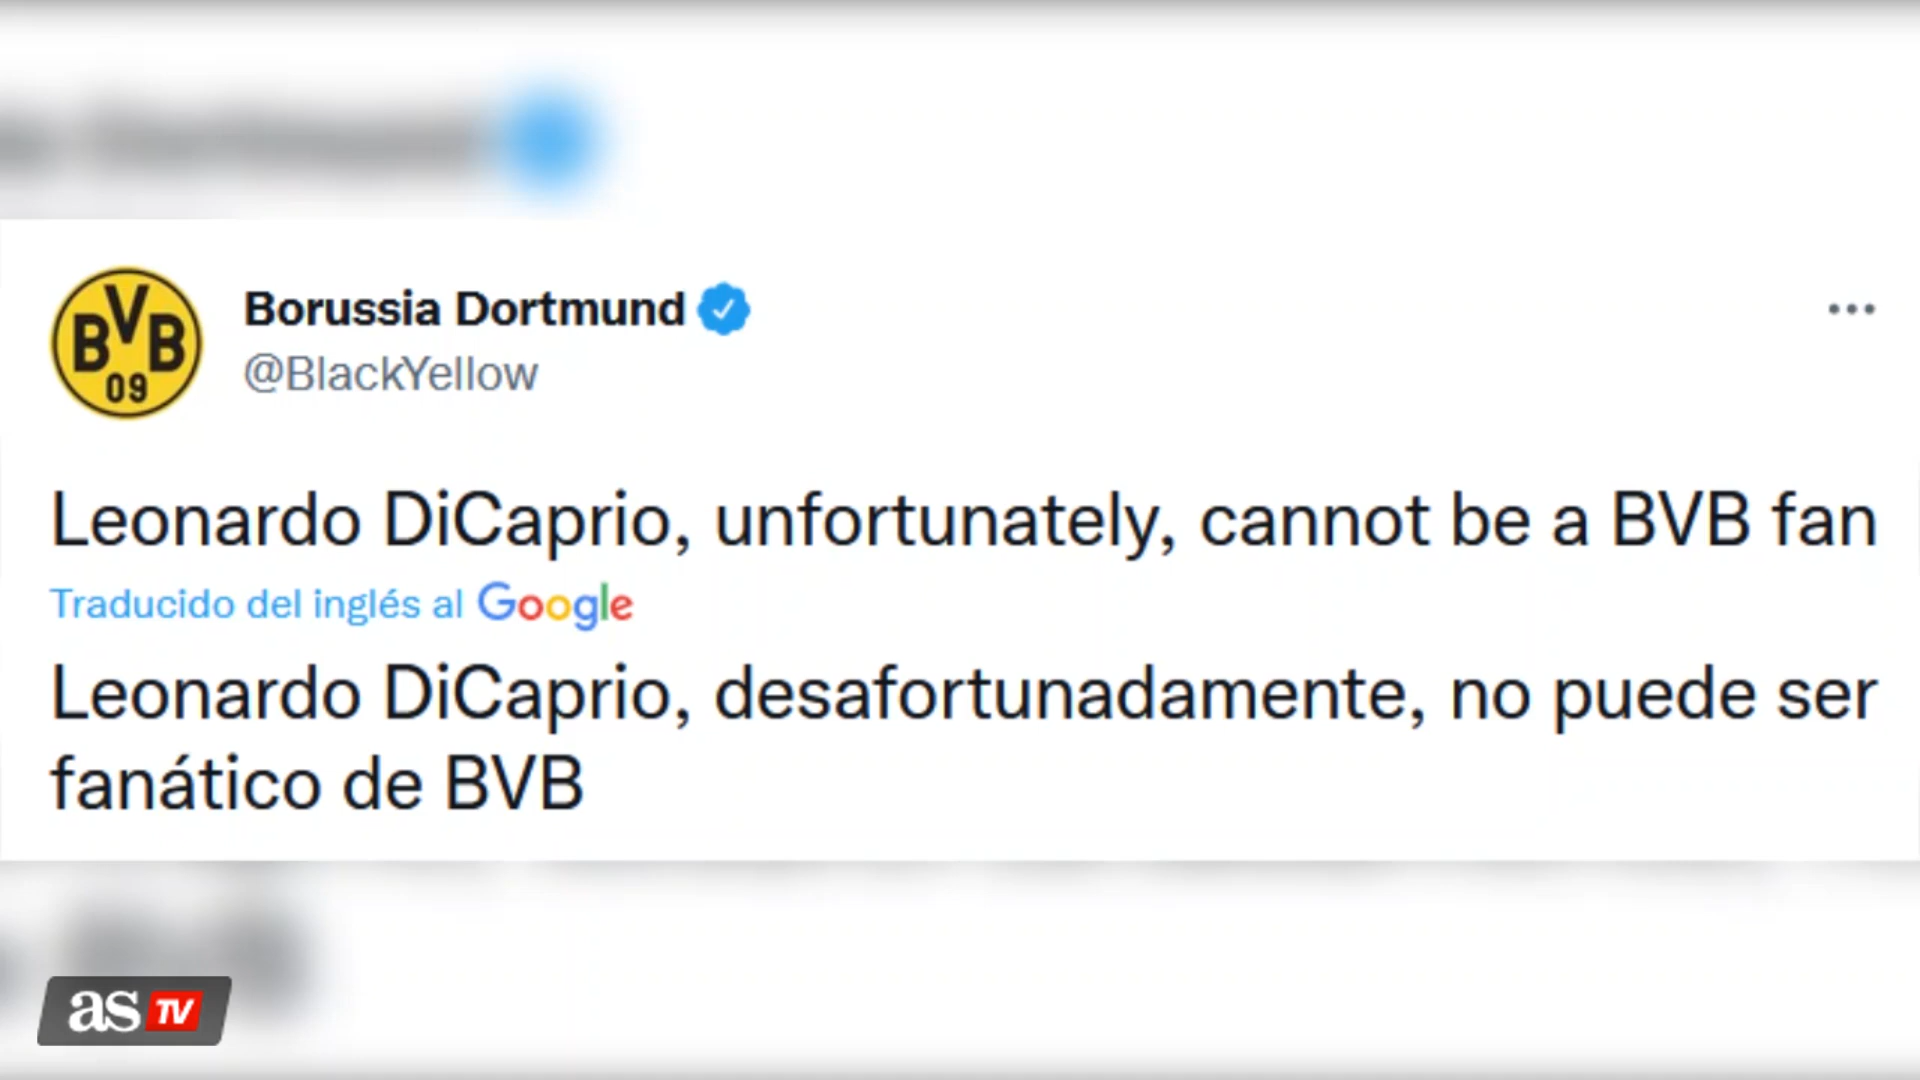 BVB
09
Borussia Dortmund
@BlackYellow
Leonardo DiCaprio, unfortunately, cannot be a BVB fan
Traducido del inglés al Google
Leonardo DiCaprio, desafortunadamente, no puede ser
fanático de BVB
as TV